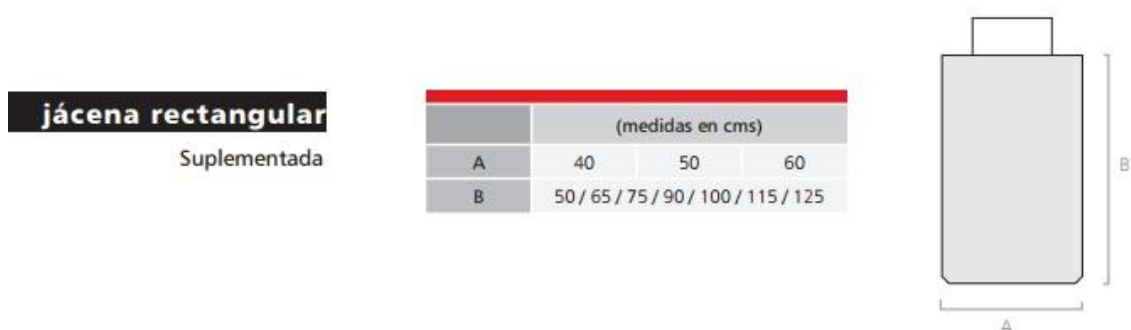 jácena rectangular
Suplementada
(medidas en cms)
A 40 50 60
B 50 / 65 / 75 / 90 / 100 / 115 / 125
B
A